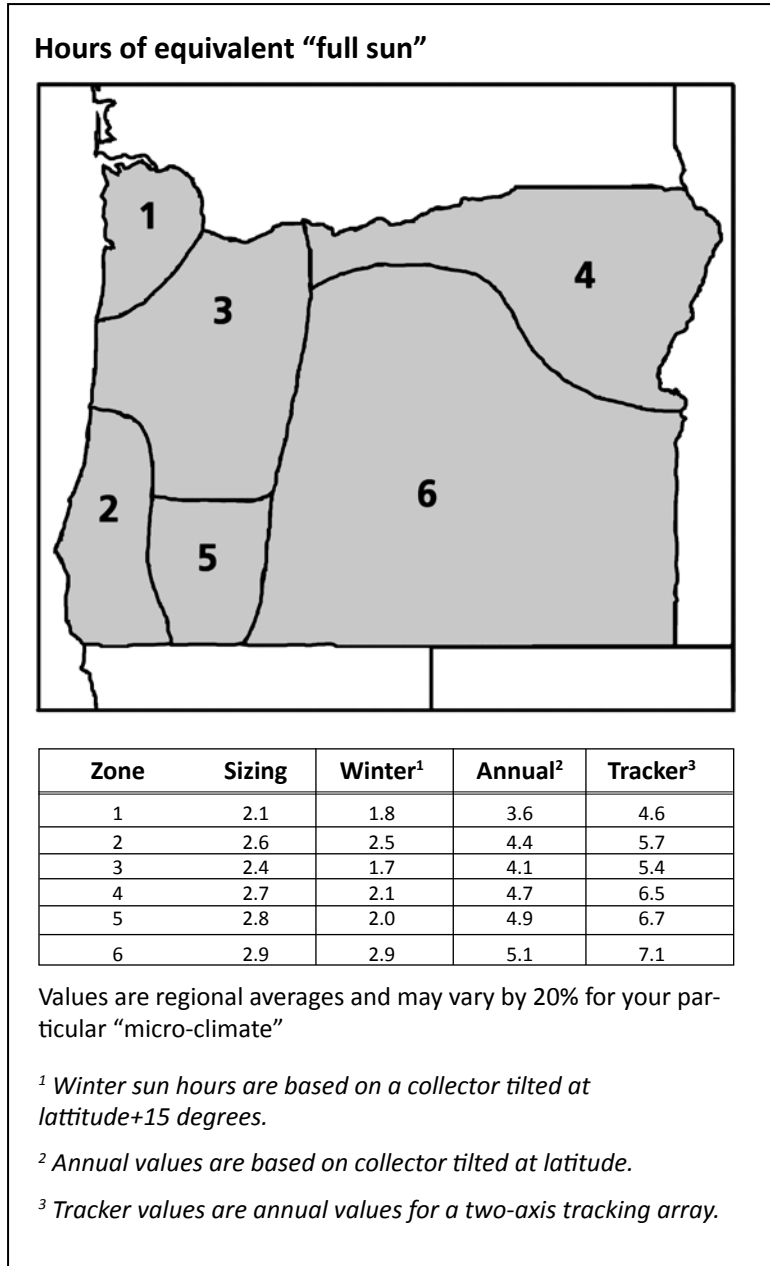 Hours of equivalent “full sun”
1
4
3
6
2
5
Zone Sizing Winter1 Annual2 Tracker3
1 2.1 1.8 3.6 4.6
2 2.6 2.5 4.4 5.7
3 2.4 1.7 4.1 5.4
4 2.7 2.1 4.7 6.5
5 2.8 2.0 4.9 6.7
6 2.9 2.9 5.1 7.1
Values are regional averages and may vary by 20% for your par-
ticular “micro-climate”
1 Winter sun hours are based on a collector tilted at
lattitude+15 degrees.
2 Annual values are based on collector tilted at latitude.
3 Tracker values are annual values for a two-axis tracking array.